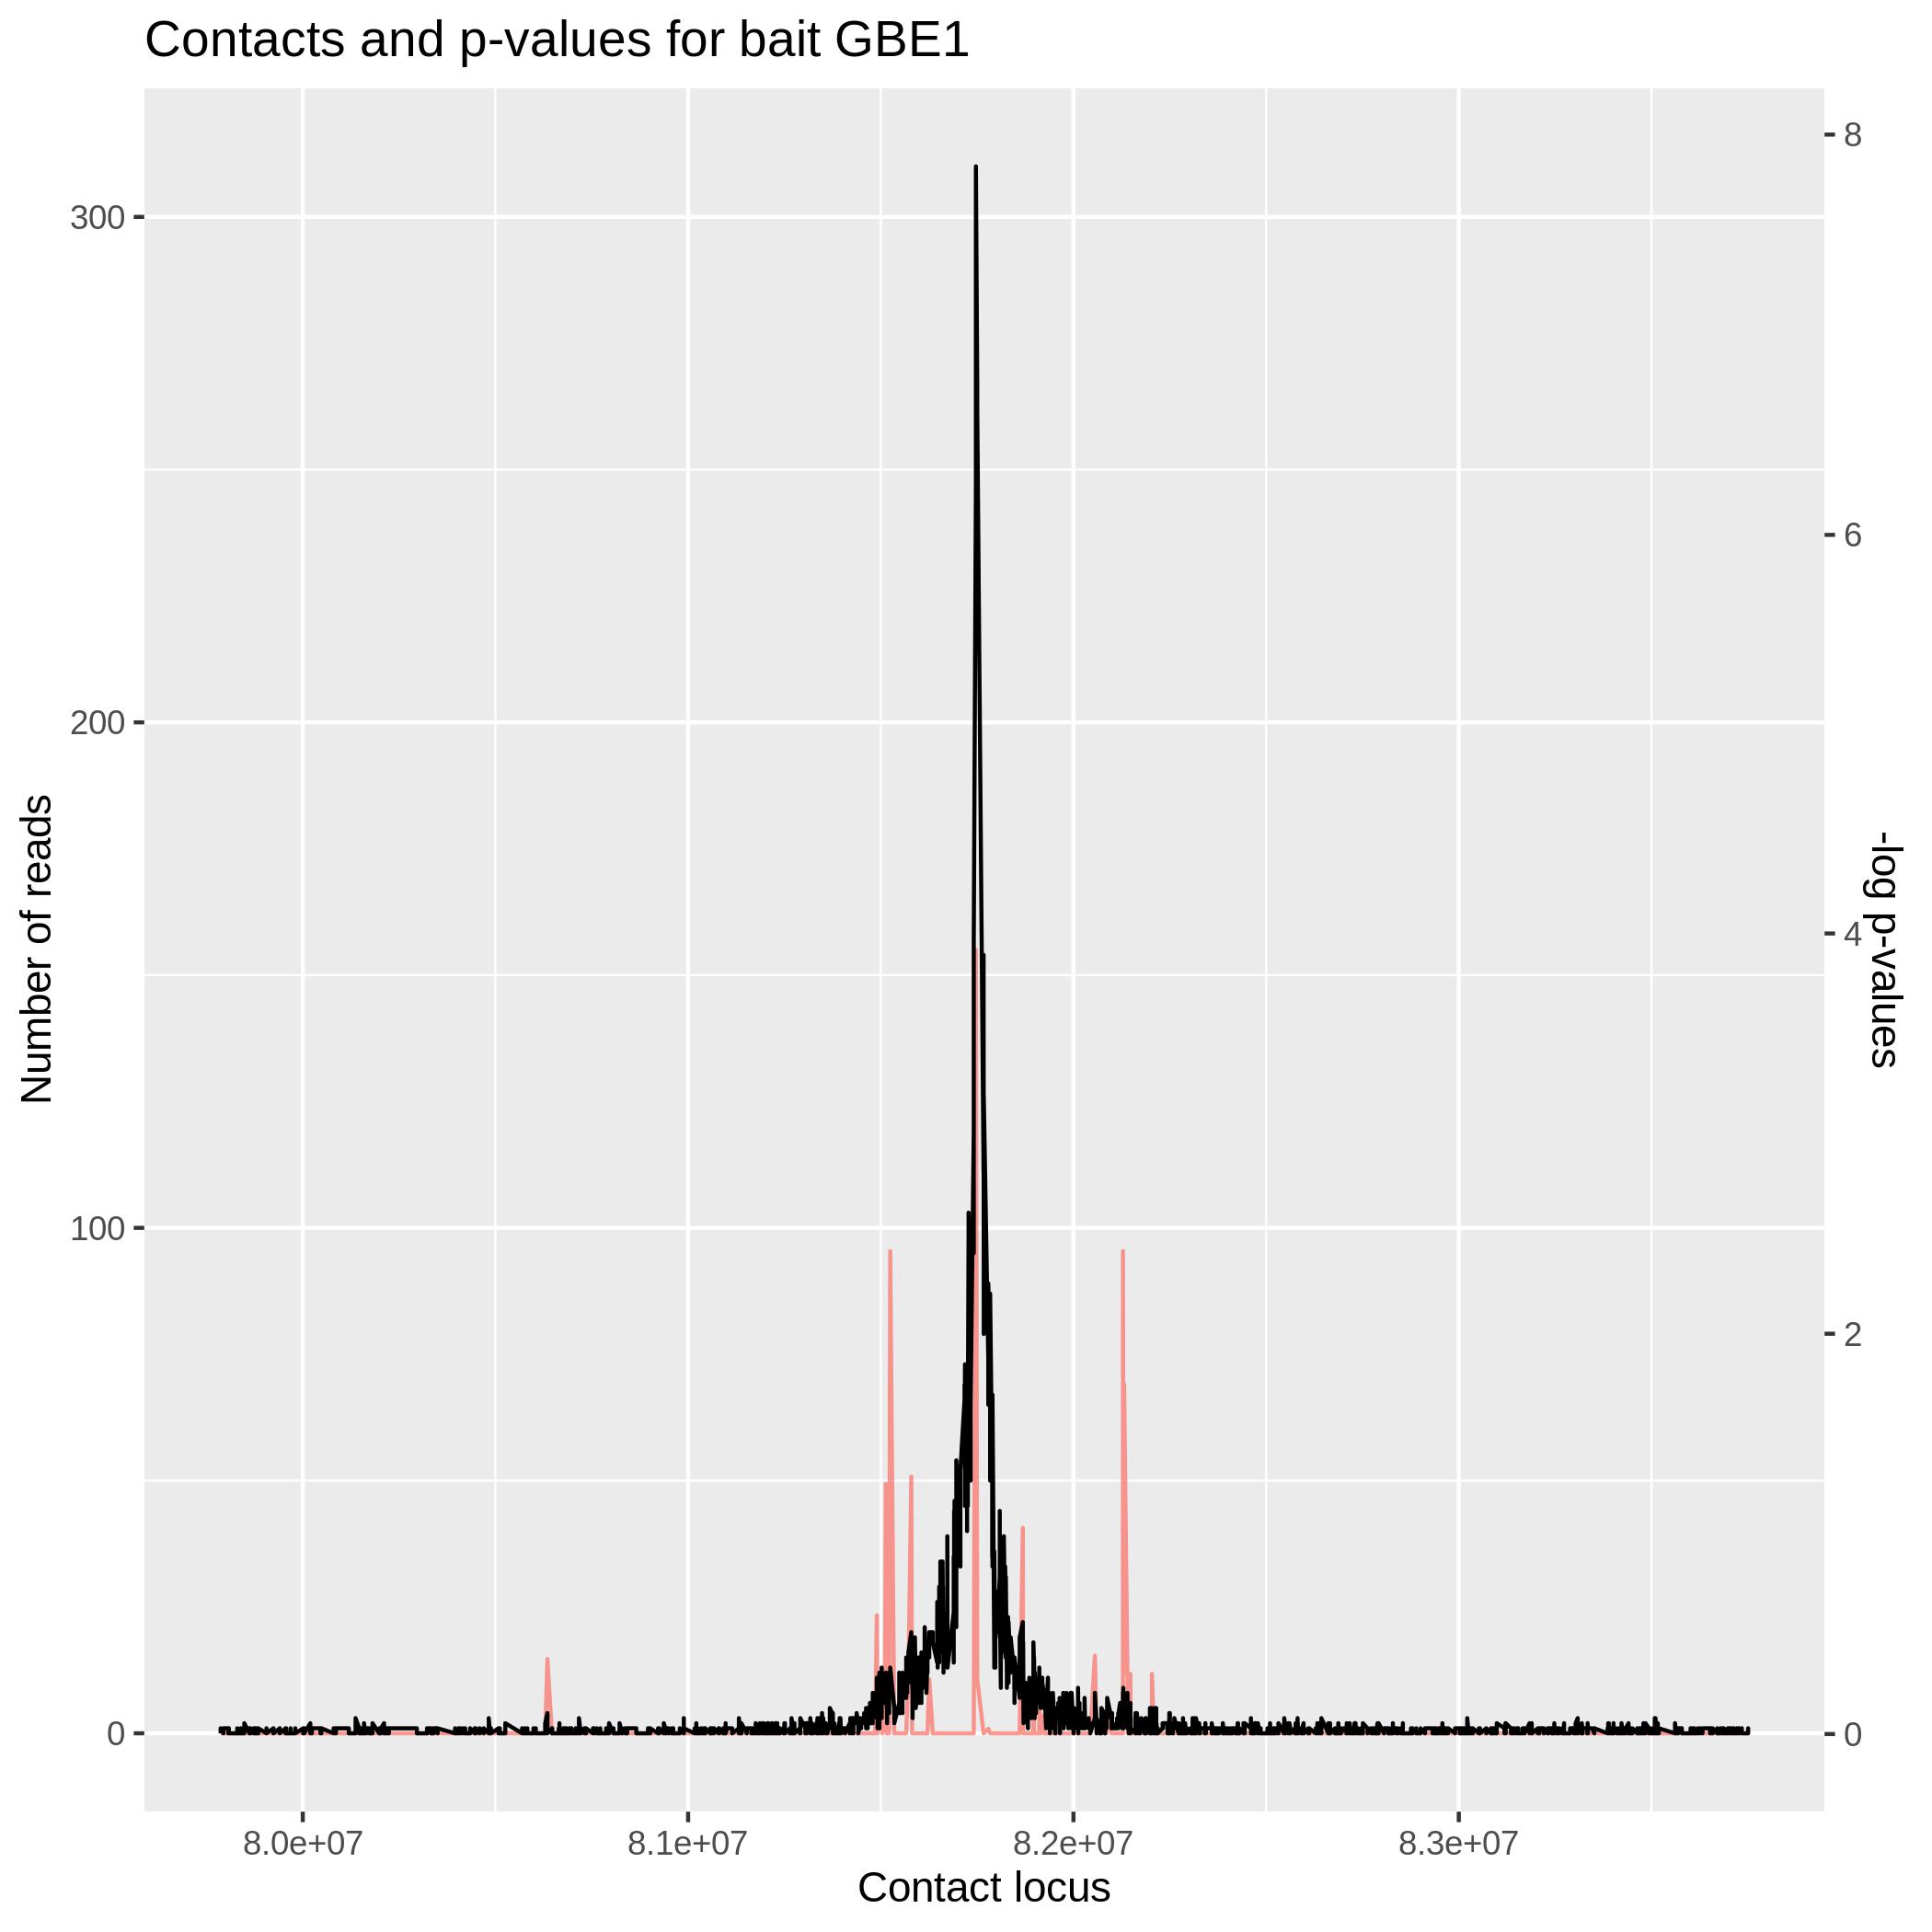 Contacts and p-values for bait GBE1
300
200
100
0
8
6
4
2
0
Number of reads
-log p-values
8.0e+07
8.1e+07
8.2e+07
8.3e+07
Contact locus